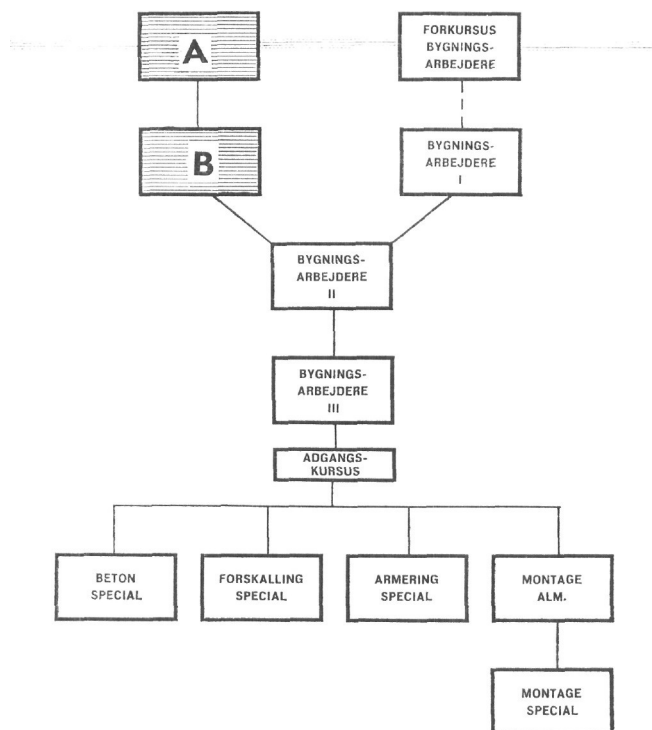 A
FORKURSUS
BYGNINGS-
ARBEJDERE
B
BYGNINGS-
ARBEJDERE
I
BYGNINGS-
ARBEJDERE
II
BYGNINGS-
ARBEJDERE
III
ADGANGS-
KURSUS
BETON
SPECIAL
FORSKALLING
SPECIAL
ARMERING
SPECIAL
MONTAGE
ALM.
MONTAGE
SPECIAL